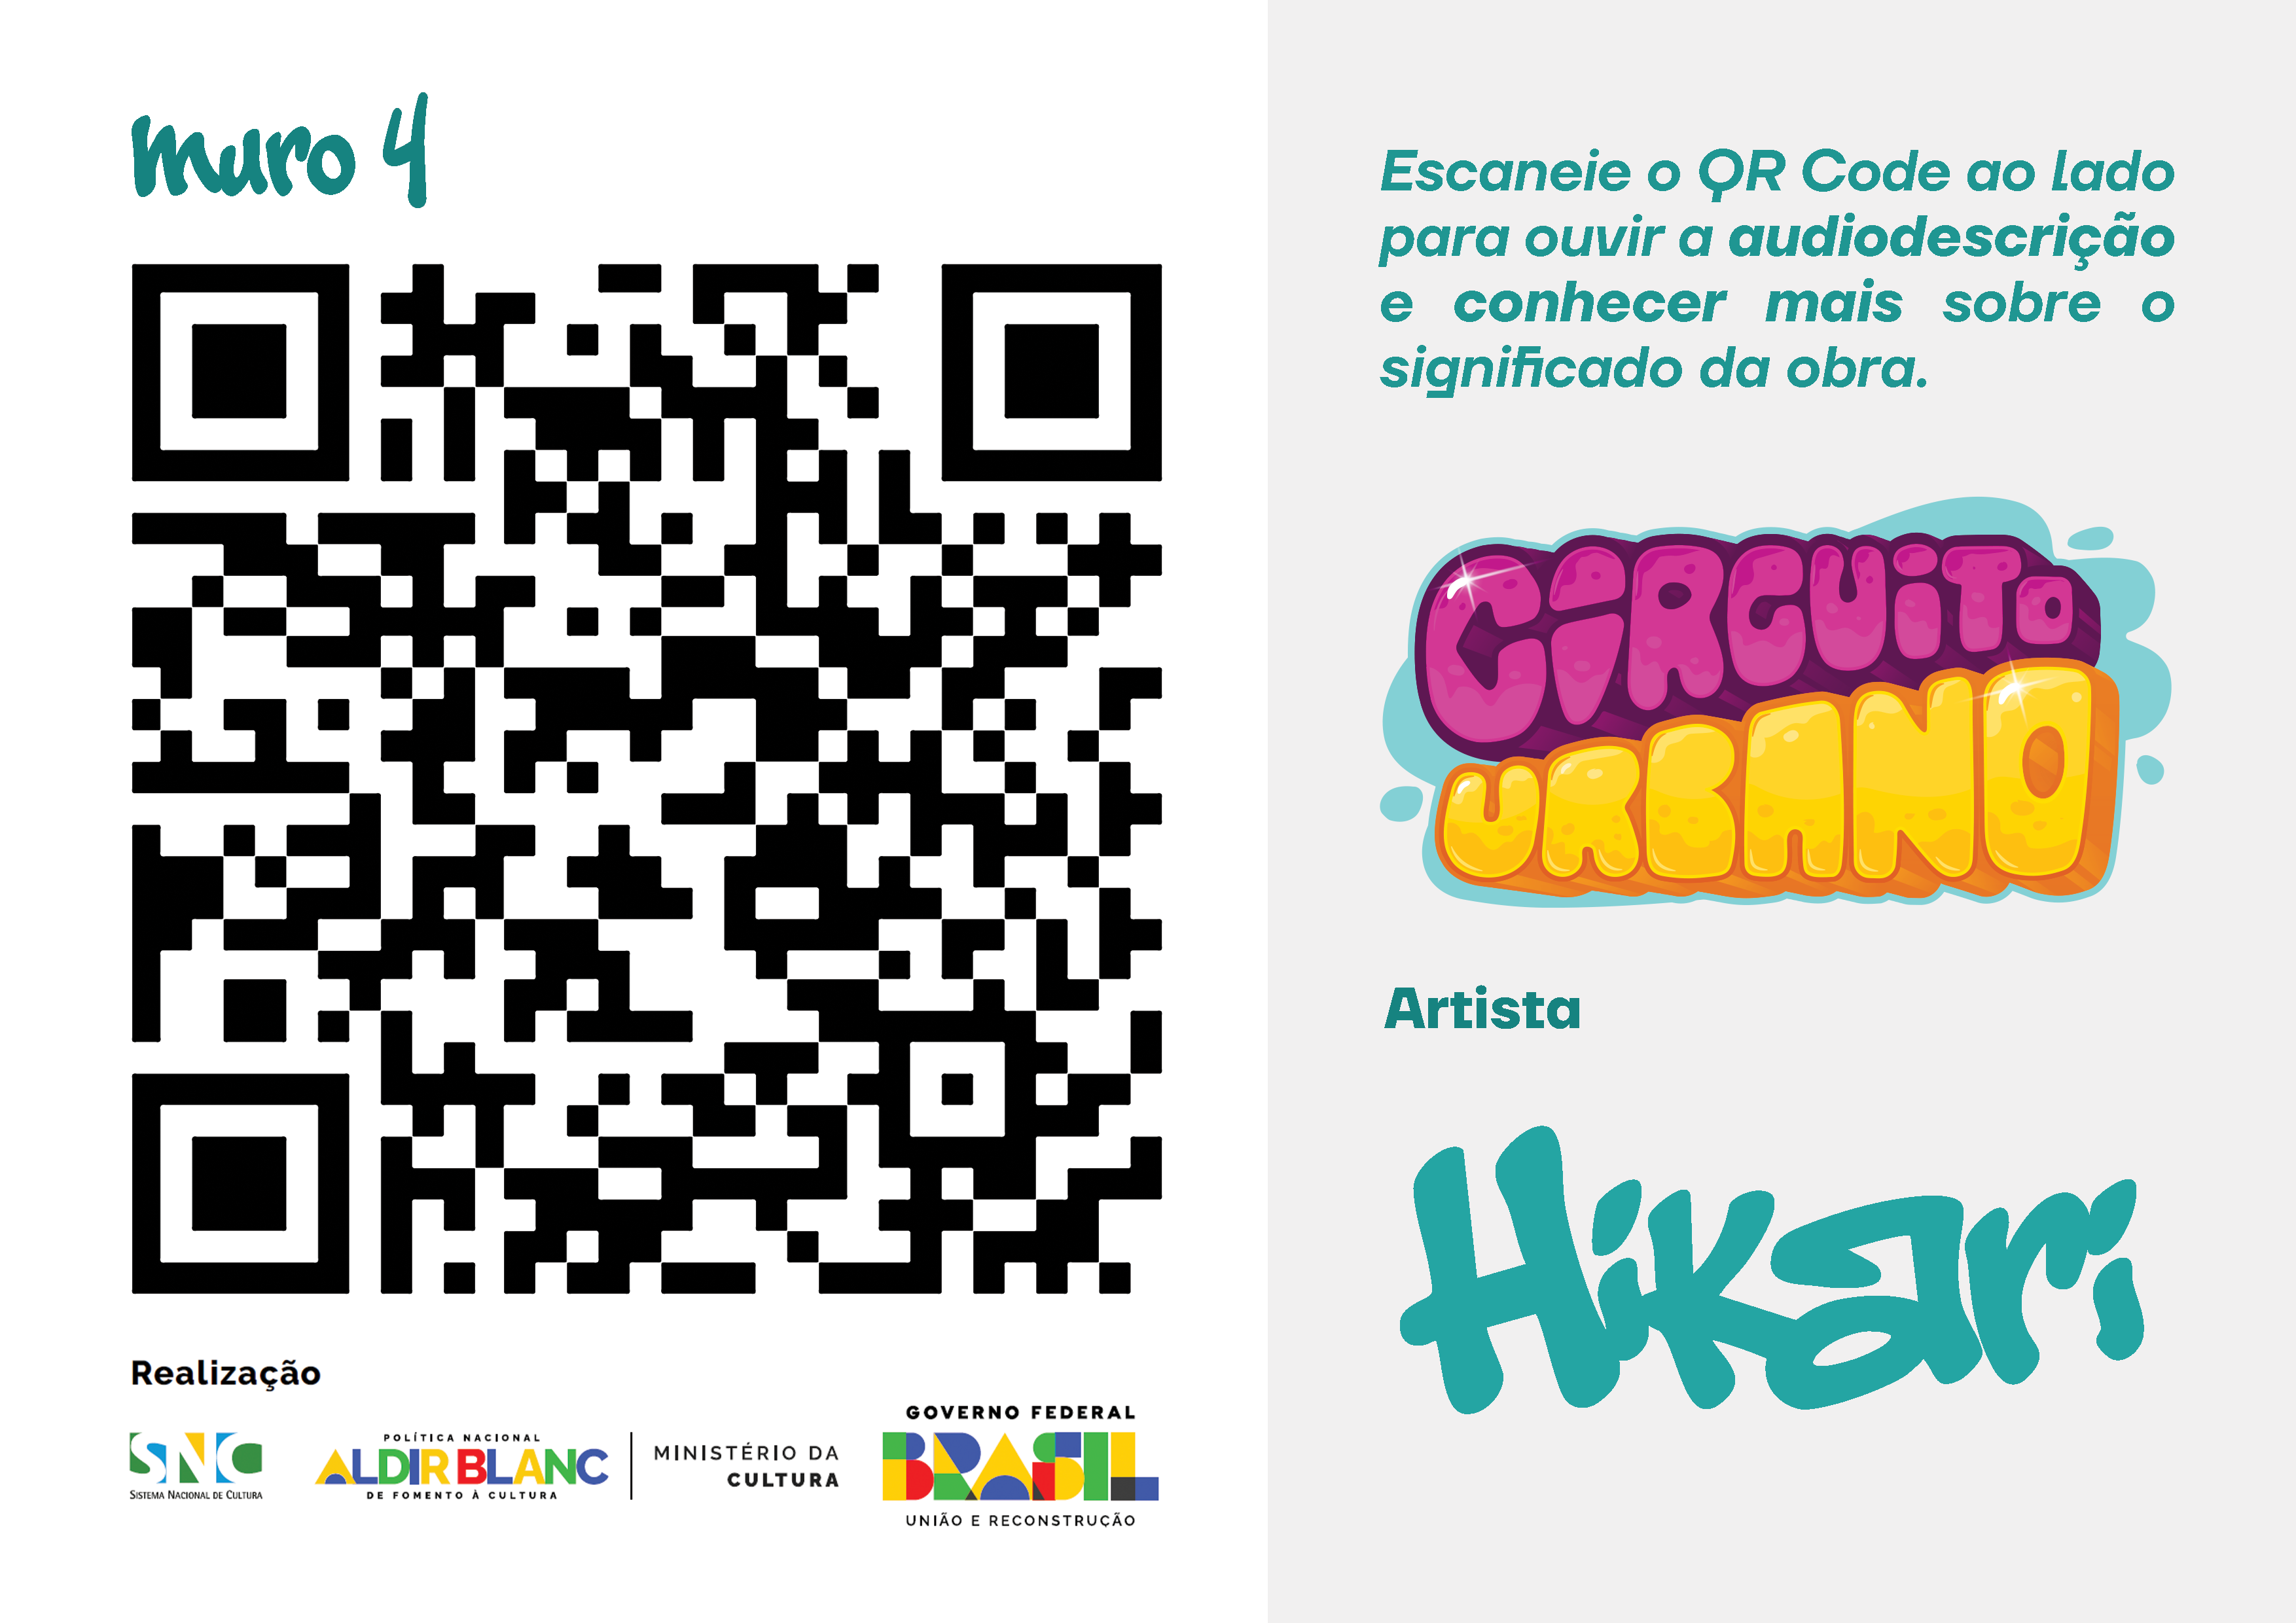 muro 4
Realização
SNC
SISTEMA NACIONAL DE CULTURA
POLÍTICA NACIONAL
ALDIR BLANC
DE FOMENTO À CULTURA
MINISTÉRIO DA
CULTURA
GOVERNO FEDERAL
BRASIL
UNIÃO E RECONSTRUÇÃO
Escaneie o QR Code ao lado
para ouvir a audiodescrição
e conhecer mais sobre o
significado da obra.
CiRCUiTo
URBANO
Artista
Hikari